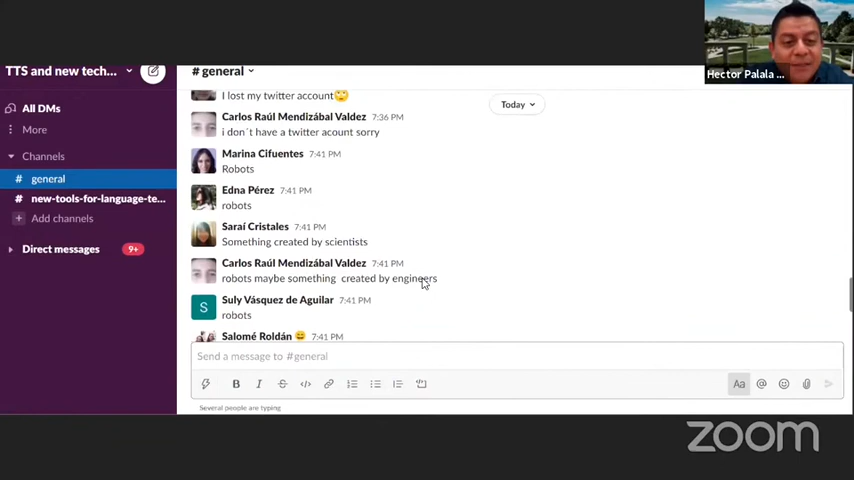 Hector Palala ...
TTS and new tech...
# general
All DMs
More
Channels
# general
# new-tools-for-language-te...
+ Add channels
Direct messages 9+
I lost my twitter account🙄
Today
Carlos Raúl Mendizábal Valdez 7:36 PM
i don´t have a twitter acount sorry
Marina Cifuentes 7:41 PM
Robots
Edna Pérez 7:41 PM
robots
Saraí Cristales 7:41 PM
Something created by scientists
Carlos Raúl Mendizábal Valdez 7:41 PM
robots maybe something created by engineers
S
Suly Vásquez de Aguilar 7:41 PM
robots
Salomé Roldán 😄 7:41 PM
Send a message to #general
B I S Aa @
Several people are typing
zoom